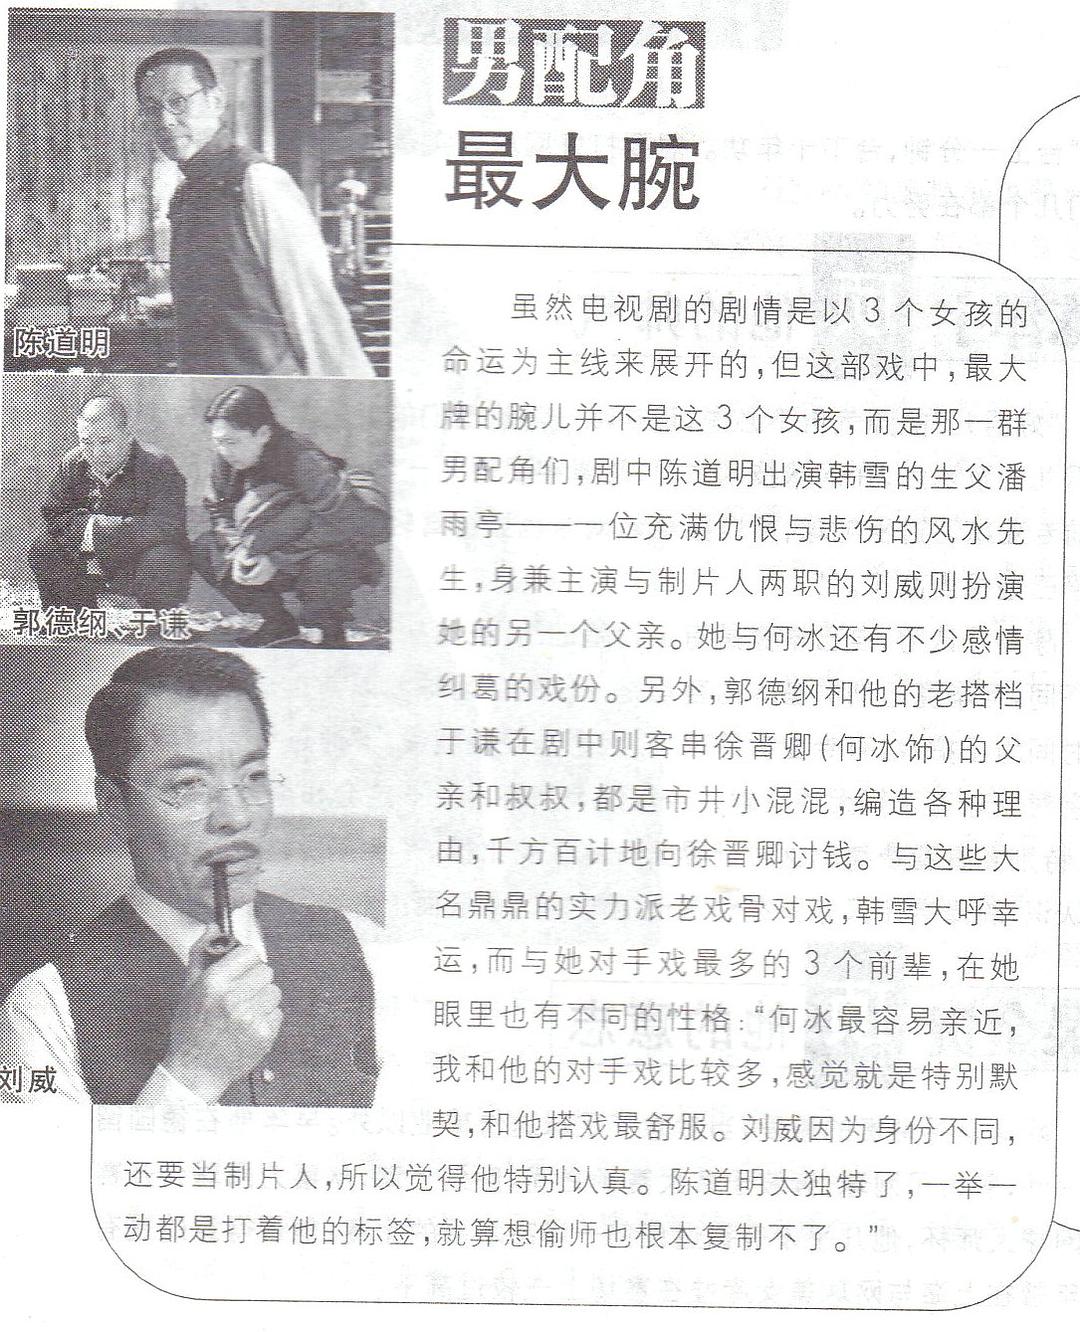 男配角
最大腕
陈道明
郭德纲、于谦
刘威
虽然电视剧的剧情是以3个女孩的
命运为主线来展开的,但这部戏中,最大
牌的腕儿并不是这3个女孩,而是那一群
男配角们,剧中陈道明出演韩雪的生父潘
雨亭———一位充满仇恨与悲伤的风水先
生,身兼主演与制片人两职的刘威则扮演
她的另一个父亲。她与何冰还有不少感情
纠葛的戏份。另外,郭德纲和他的老搭档
于谦在剧中则客串徐晋卿(何冰饰)的父
亲和叔叔,都是市井小混混,编造各种理
由,千方百计地向徐晋卿讨钱。与这些大
名鼎鼎的实力派老戏骨对戏,韩雪大呼幸
运,而与她对手戏最多的3个前辈,在她
眼里也有不同的性格:“何冰最容易亲近,
我和他的对手戏比较多,感觉就是特别默
契,和他搭戏最舒服。刘威因为身份不同,
还要当制片人,所以觉得他特别认真。陈道明太独特了,一举一
动都是打着他的标签,就算想偷师也根本复制不了。”